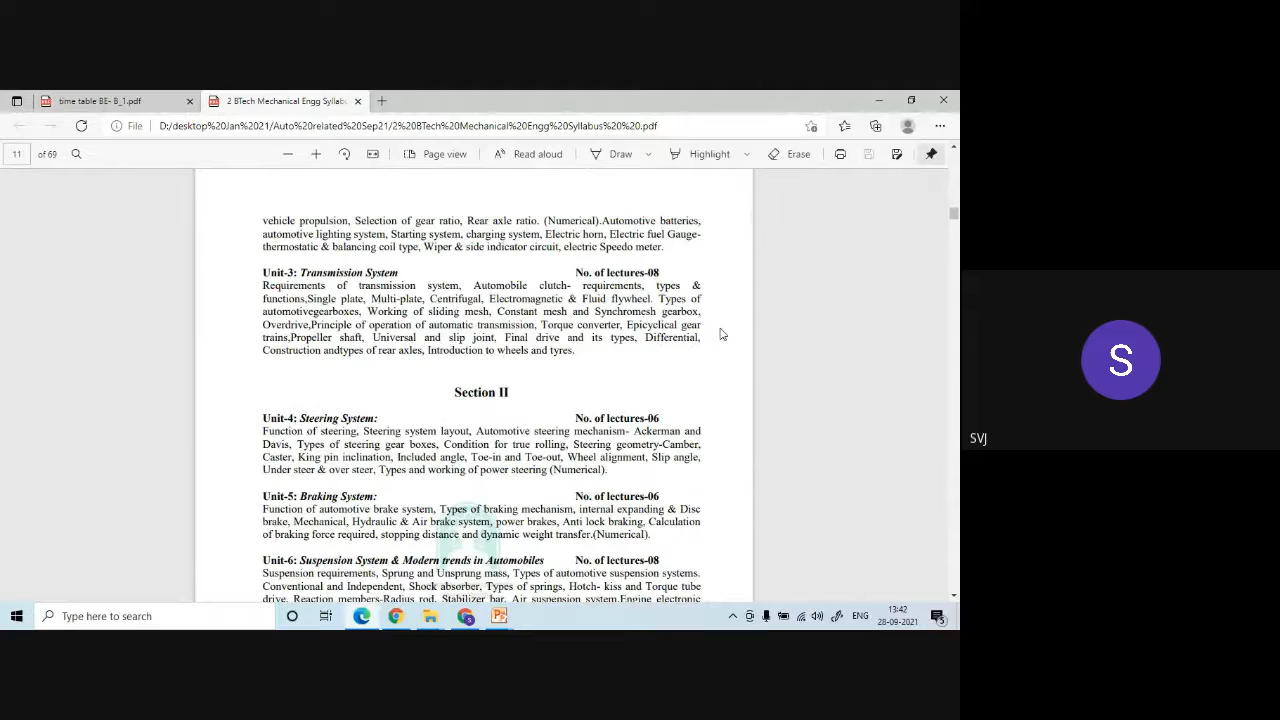 time table BE- B_1.pdf
2 BTech Mechanical Engg Syllabu
File
D:/desktop%20Jan%2021/Auto%20related%20Sep21/2%20BTech%20Mechanical%20Engg%20Syllabus%20%20.pdf
11 of 69
Page view
Read aloud
Draw
Highlight
Erase
vehicle propulsion, Selection of gear ratio, Rear axle ratio. (Numerical).Automotive batteries,
automotive lighting system, Starting system, charging system, Electric horn, Electric fuel Gauge-
thermostatic & balancing coil type, Wiper & side indicator circuit, electric Speedo meter.
Unit-3: Transmission System No. of lectures-08
Requirements of transmission system, Automobile clutch- requirements, types &
functions,Single plate, Multi-plate, Centrifugal, Electromagnetic & Fluid flywheel. Types of
automotivegearboxes, Working of sliding mesh, Constant mesh and Synchromesh gearbox,
Overdrive,Principle of operation of automatic transmission, Torque converter, Epicyclical gear
trains,Propeller shaft, Universal and slip joint, Final drive and its types, Differential,
Construction andtypes of rear axles, Introduction to wheels and tyres.
Section II
Unit-4: Steering System: No. of lectures-06
Function of steering, Steering system layout, Automotive steering mechanism- Ackerman and
Davis, Types of steering gear boxes, Condition for true rolling, Steering geometry-Camber,
Caster, King pin inclination, Included angle, Toe-in and Toe-out, Wheel alignment, Slip angle,
Under steer & over steer, Types and working of power steering (Numerical).
Unit-5: Braking System: No. of lectures-06
Function of automotive brake system, Types of braking mechanism, internal expanding & Disc
brake, Mechanical, Hydraulic & Air brake system, power brakes, Anti lock braking, Calculation
of braking force required, stopping distance and dynamic weight transfer.(Numerical).
Unit-6: Suspension System & Modern trends in Automobiles No. of lectures-08
Suspension requirements, Sprung and Unsprung mass, Types of automotive suspension systems.
Conventional and Independent, Shock absorber, Types of springs, Hotch- kiss and Torque tube
drive, Reaction members-Radius rod, Stabilizer bar, Air suspension system,Engine electronic
S
SVJ
Type here to search
ENG
13:42
28-09-2021
5